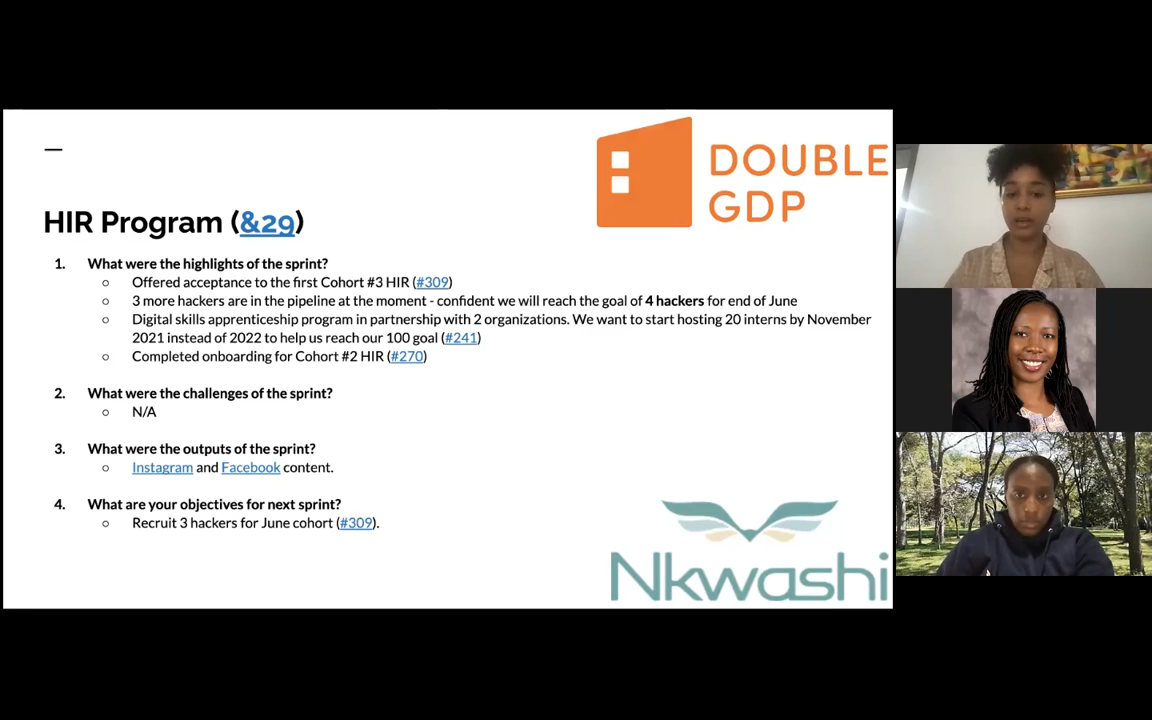 DOUBLE
GDP
HIR Program (&29)
1. What were the highlights of the sprint?
○ Offered acceptance to the first Cohort #3 HIR (#309)
○ 3 more hackers are in the pipeline at the moment - confident we will reach the goal of 4 hackers for end of June
○ Digital skills apprenticeship program in partnership with 2 organizations. We want to start hosting 20 interns by November
2021 instead of 2022 to help us reach our 100 goal (#241)
○ Completed onboarding for Cohort #2 HIR (#270)
2. What were the challenges of the sprint?
○ N/A
3. What were the outputs of the sprint?
○ Instagram and Facebook content.
4. What are your objectives for next sprint?
○ Recruit 3 hackers for June cohort (#309).
Nkwashi